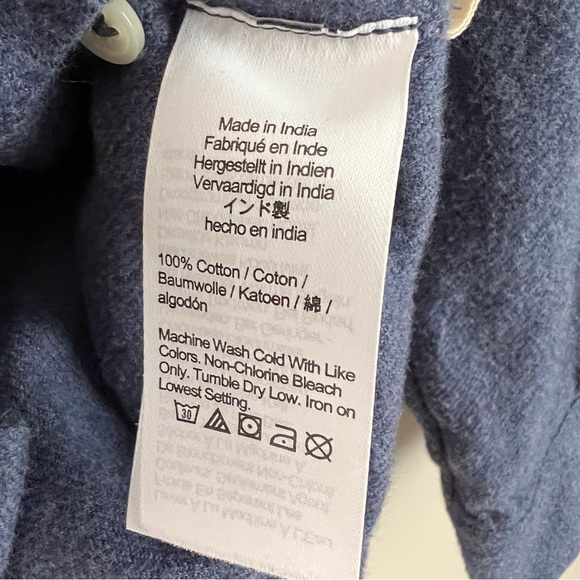 Made in India
Fabriqué en Inde
Hergestellt in Indien
Vervaardigd in India
インド製
hecho en india
100% Cotton / Coton /
Baumwolle / Katoen / 綿 /
algodón
Machine Wash Cold With Like
Colors. Non-Chlorine Bleach
Only. Tumble Dry Low. Iron on
Lowest Setting.
30